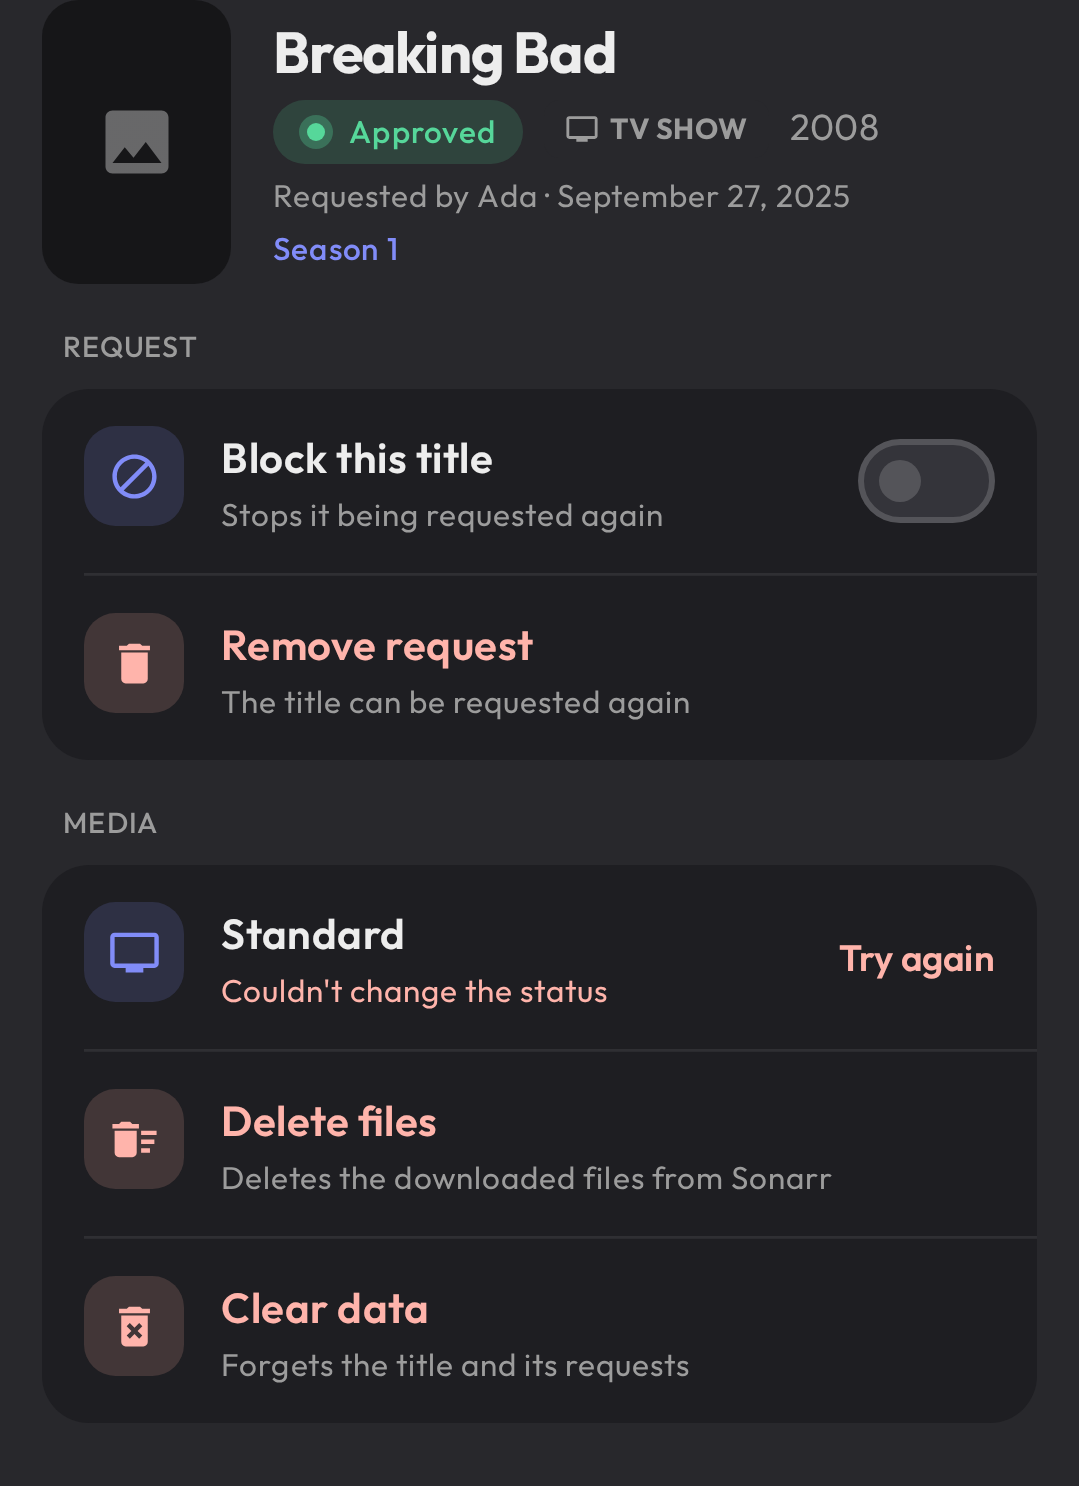 Breaking Bad
Approved
TV SHOW
2008
Requested by Ada · September 27, 2025
Season 1
REQUEST
Block this title
Stops it being requested again
Remove request
The title can be requested again
MEDIA
Standard
Couldn't change the status
Try again
Delete files
Deletes the downloaded files from Sonarr
Clear data
Forgets the title and its requests